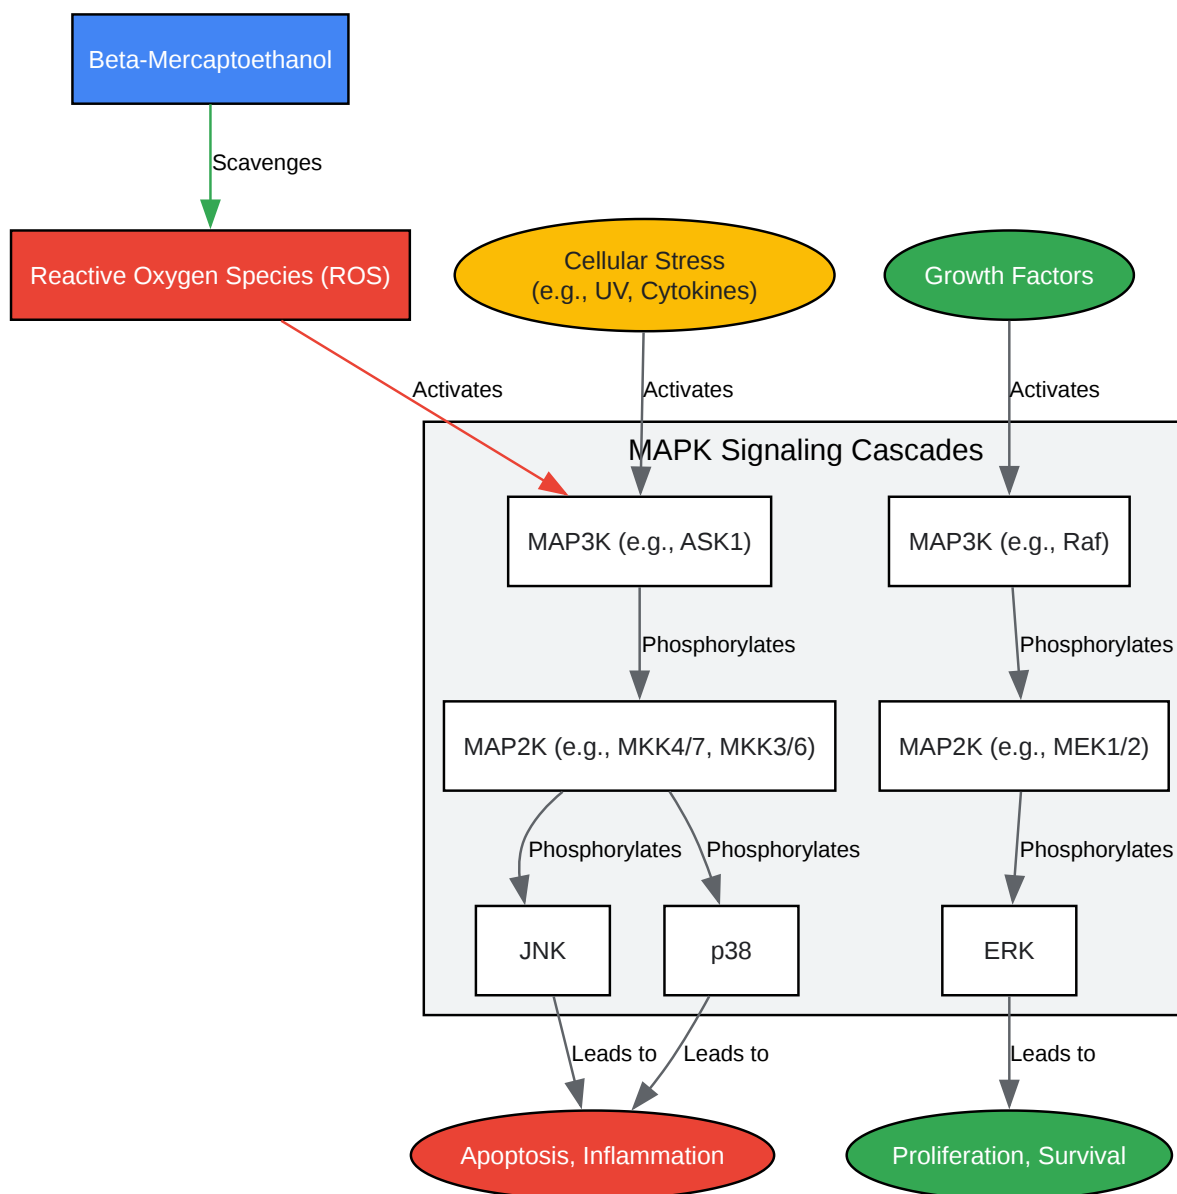 Beta-Mercaptoethanol
Scavenges
Reactive Oxygen Species (ROS)
Cellular Stress
(e.g., UV, Cytokines)
Growth Factors
Activates
Activates
Activates
MAPK Signaling Cascades
MAP3K (e.g., ASK1)
MAP3K (e.g., Raf)
Phosphorylates
Phosphorylates
MAP2K (e.g., MKK4/7, MKK3/6)
MAP2K (e.g., MEK1/2)
Phosphorylates
Phosphorylates
Phosphorylates
JNK
p38
ERK
Leads to
Leads to
Leads to
Apoptosis, Inflammation
Proliferation, Survival